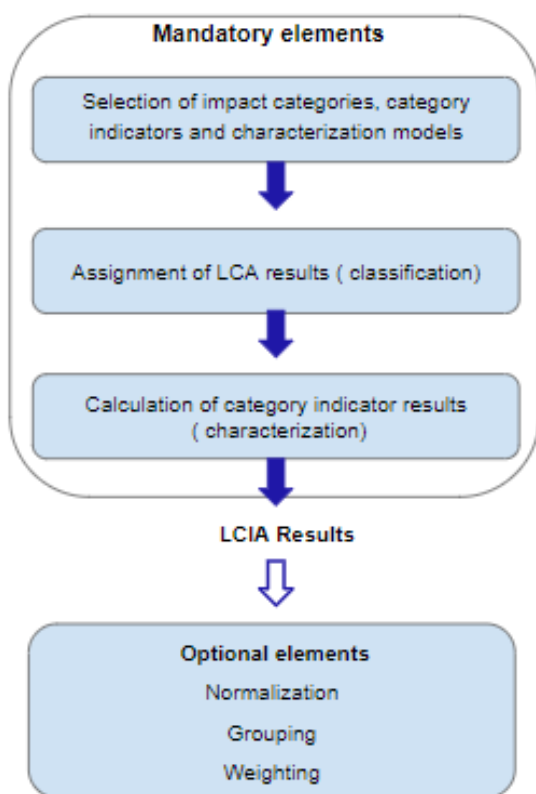 Mandatory elements
Selection of impact categories, category
indicators and characterization models
Assignment of LCA results ( classification)
Calculation of category indicator results
( characterization)
LCIA Results
Optional elements
Normalization
Grouping
Weighting